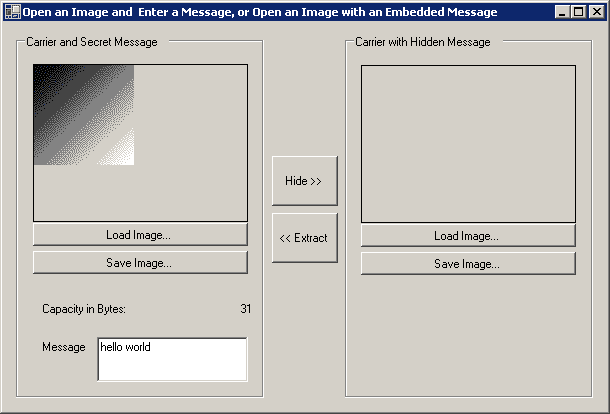 Open an Image and  Enter a Message, or Open an Image with an Embedded Message
Carrier and Secret Message
Load Image...
Save Image...
Capacity in Bytes: 31
Message hello world
Hide >>
<< Extract
Carrier with Hidden Message
Load Image...
Save Image...